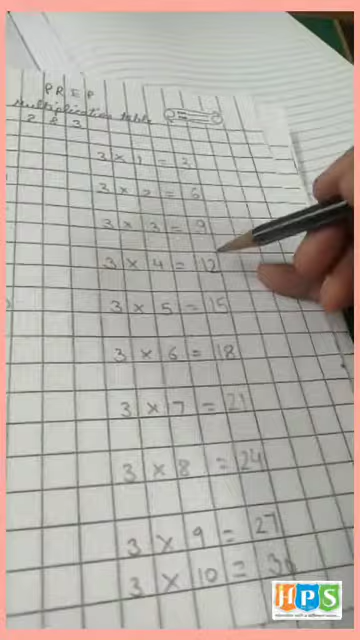 PREP
Multiplication table
2 & 3
3 × 1 = 3
3 × 2 = 6
3 × 3 = 9
3 × 4 = 12
3 × 5 = 15
3 × 6 = 18
3 × 7 = 21
3 × 8 = 24
3 × 9 = 27
3 × 10 = 30
HPS